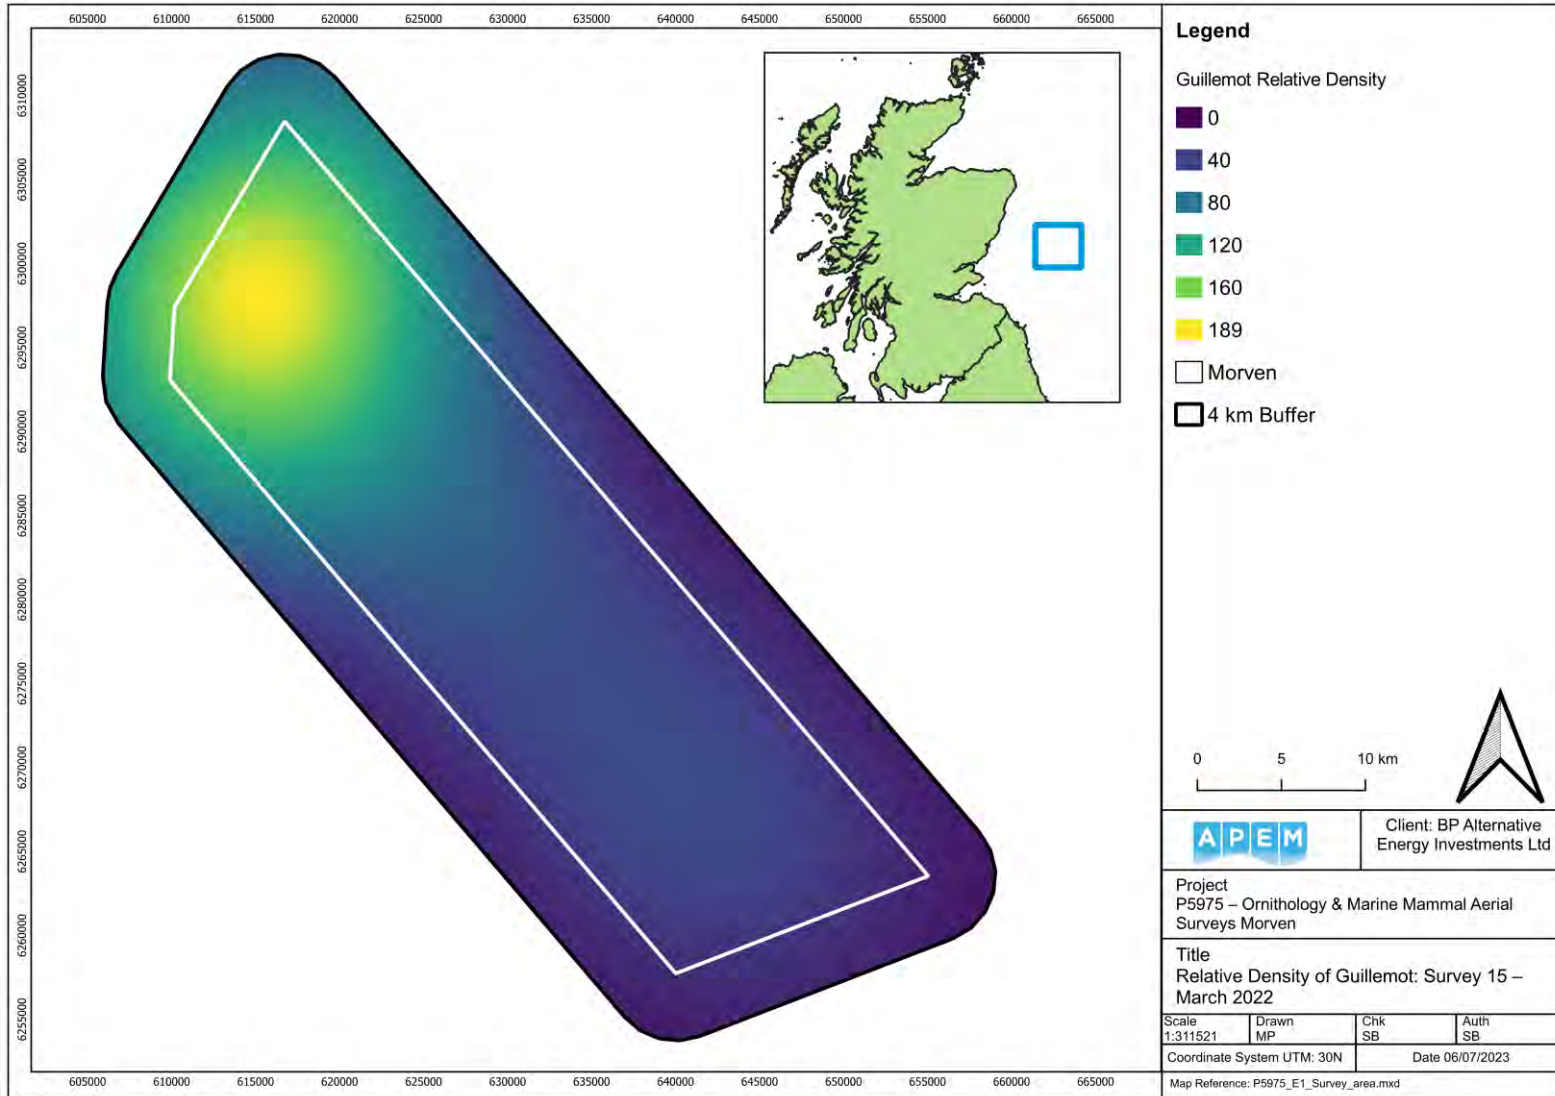 605000 610000 615000 620000 625000 630000 635000 640000 645000 650000 655000 660000 665000
6310000
6305000
6300000
6295000
6290000
6285000
6280000
6275000
6270000
6265000
6260000
6255000
605000 610000 615000 620000 625000 630000 635000 640000 645000 650000 655000 660000 665000
Legend
Guillemot Relative Density
0
40
80
120
160
189
Morven
4 km Buffer
0 5 10 km
APEM
Client: BP Alternative
Energy Investments Ltd
Project
P5975 – Ornithology & Marine Mammal Aerial
Surveys Morven
Title
Relative Density of Guillemot: Survey 15 –
March 2022
Scale Drawn Chk Auth
1:311521 MP SB SB
Coordinate System UTM: 30N Date 06/07/2023
Map Reference: P5975_E1_Survey_area.mxd